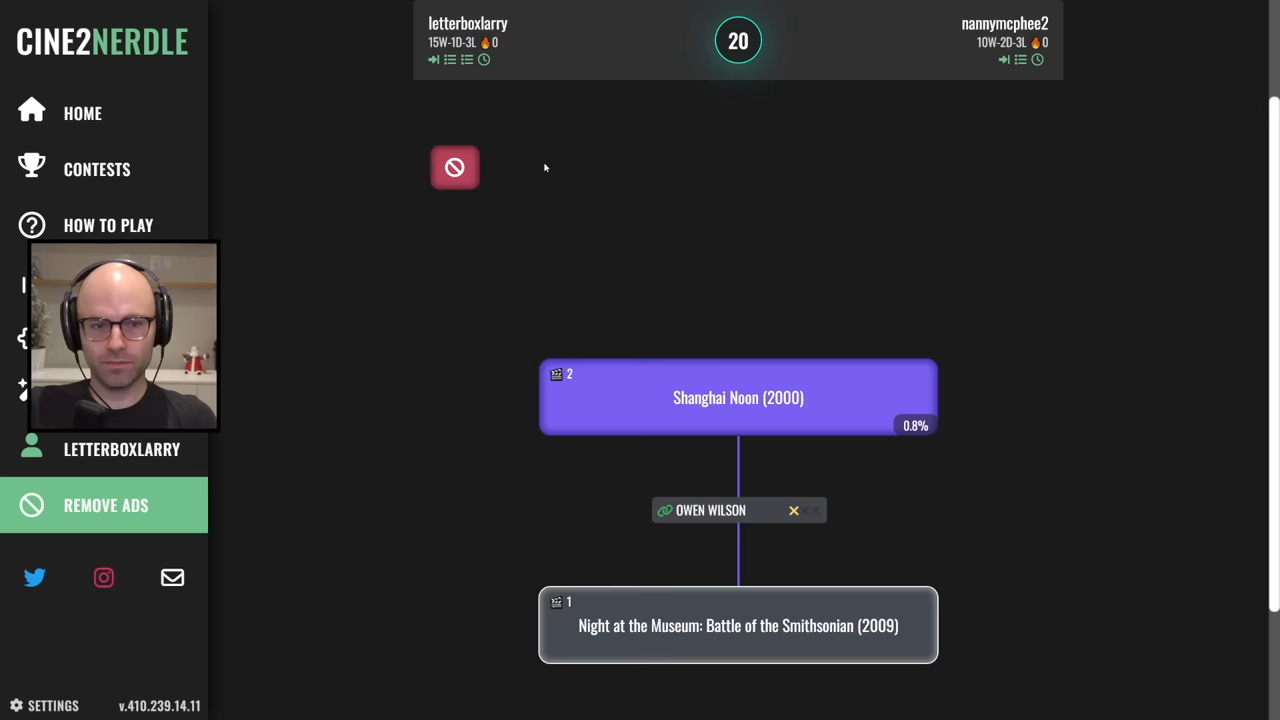 CINE2NERDLE
HOME
CONTESTS
HOW TO PLAY
LETTERBOXLARRY
REMOVE ADS
SETTINGS
v.410.239.14.11
letterboxlarry
15W-1D-3L 🔥0
20
nannymcphee2
10W-2D-3L 🔥0
2
Shanghai Noon (2000)
0.8%
OWEN WILSON
1
Night at the Museum: Battle of the Smithsonian (2009)